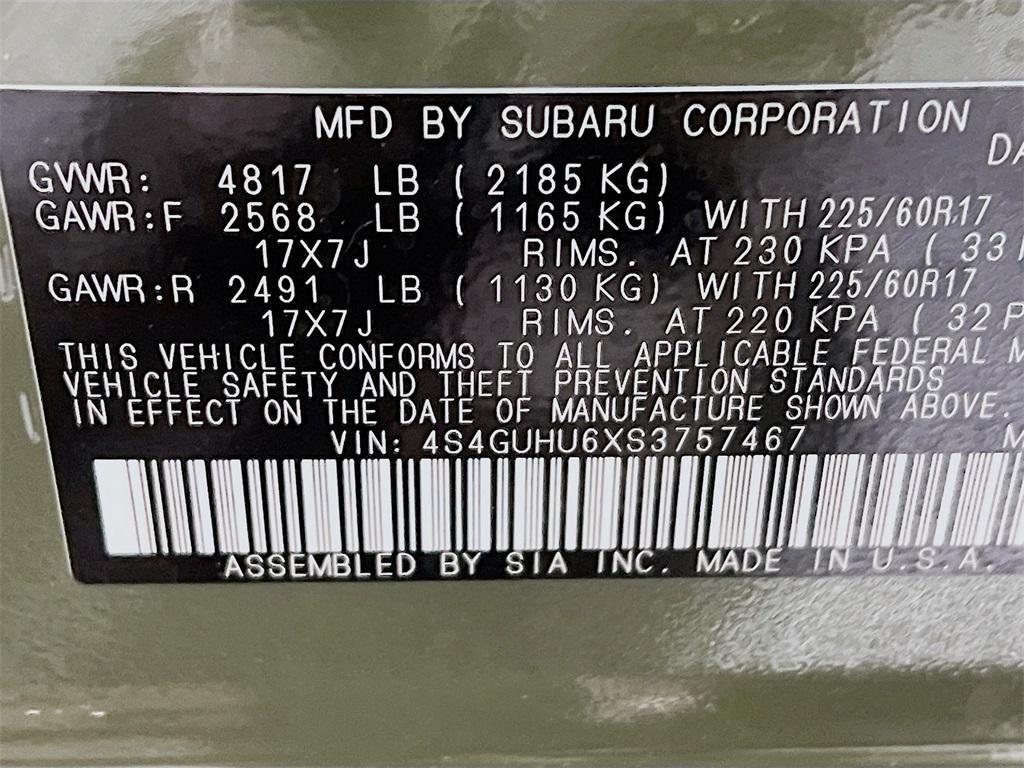 MFD BY SUBARU CORPORATION
DA
GVWR: 4817 LB ( 2185 KG)
GAWR:F 2568 LB ( 1165 KG) WITH 225/60R17
17X7J RIMS. AT 230 KPA ( 33
GAWR:R 2491 LB ( 1130 KG) WITH 225/60R17
17X7J RIMS. AT 220 KPA ( 32 P
THIS VEHICLE CONFORMS TO ALL APPLICABLE FEDERAL M
VEHICLE SAFETY AND THEFT PREVENTION STANDARDS
IN EFFECT ON THE DATE OF MANUFACTURE SHOWN ABOVE.
VIN: 4S4GUHU6XS3757467 M
ASSEMBLED BY SIA INC. MADE IN U.S.A.